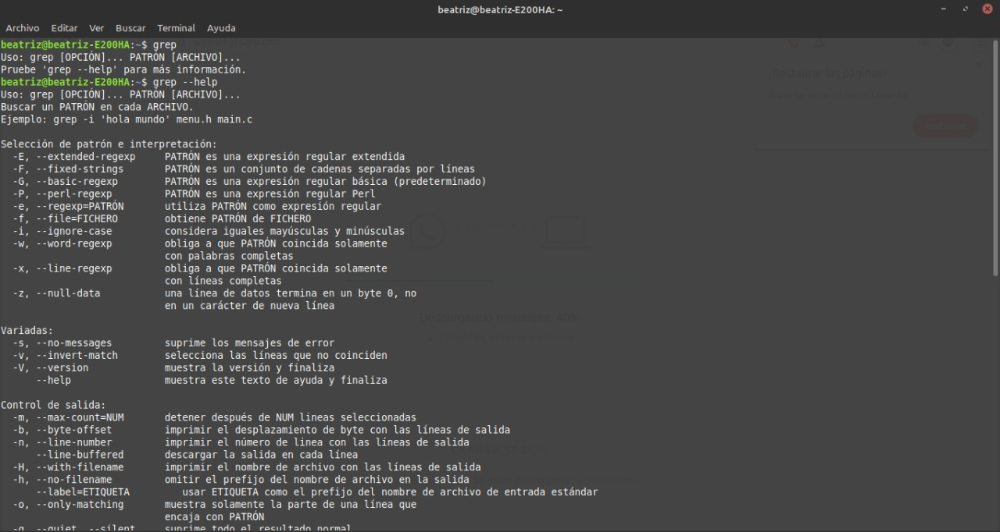 beatriz@beatriz-E200HA: ~
Archivo Editar Ver Buscar Terminal Ayuda
beatriz@beatriz-E200HA:~$ grep
Uso: grep [OPCIÓN]... PATRÓN [ARCHIVO]...
Pruebe 'grep --help' para más información.
beatriz@beatriz-E200HA:~$ grep --help
Uso: grep [OPCIÓN]... PATRÓN [ARCHIVO]...
Buscar un PATRÓN en cada ARCHIVO.
Ejemplo: grep -i 'hola mundo' menu.h main.c
Selección de patrón e interpretación:
-E, --extended-regexp PATRÓN es una expresión regular extendida
-F, --fixed-strings PATRÓN es un conjunto de cadenas separadas por líneas
-G, --basic-regexp PATRÓN es una expresión regular básica (predeterminado)
-P, --perl-regexp PATRÓN es una expresión regular Perl
-e, --regexp=PATRÓN utiliza PATRÓN como expresión regular
-f, --file=FICHERO obtiene PATRÓN de FICHERO
-i, --ignore-case considera iguales mayúsculas y minúsculas
-w, --word-regexp obliga a que PATRÓN coincida solamente
con palabras completas
-x, --line-regexp obliga a que PATRÓN coincida solamente
con líneas completas
-z, --null-data una línea de datos termina en un byte 0, no
en un carácter de nueva línea
Variadas:
-s, --no-messages suprime los mensajes de error
-v, --invert-match selecciona las líneas que no coinciden
-V, --version muestra la versión y finaliza
--help muestra este texto de ayuda y finaliza
Control de salida:
-m, --max-count=NUM detener después de NUM lineas seleccionadas
-b, --byte-offset imprimir el desplazamiento de byte con las líneas de salida
-n, --line-number imprimir el número de linea con las líneas de salida
--line-buffered descargar la salida en cada línea
-H, --with-filename imprimir el nombre de archivo con las líneas de salida
-h, --no-filename omitir el prefijo del nombre de archivo en la salida
--label=ETIQUETA usar ETIQUETA como el prefijo del nombre de archivo de entrada estándar
-o, --only-matching muestra solamente la parte de una línea que
encaja con PATRÓN
-q, --quiet, --silent suprime todo el resultado normal